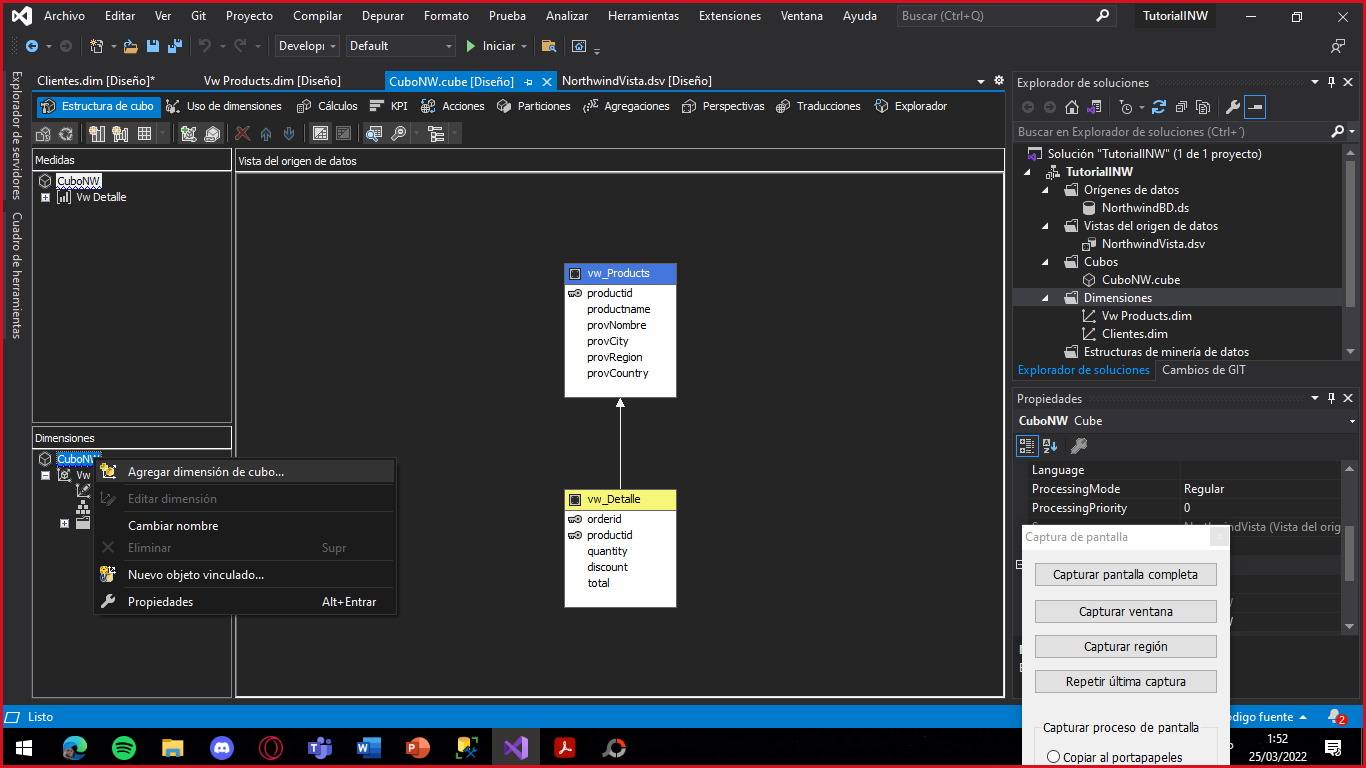 Archivo Editar Ver Git Proyecto Compilar Depurar Formato Prueba Analizar Herramientas Extensiones Ventana Ayuda Buscar (Ctrl+Q) TutorialINW
Default Iniciar
Clientes.dim [Diseño]* Vw Products.dim [Diseño] CuboNW.cube [Diseño] NorthwindVista.dsv [Diseño]
Estructura de cubo Uso de dimensiones Cálculos KPI Acciones Particiones Agregaciones Perspectivas Traducciones Explorador
Explorador de servidores
Cuadro de herramientas
Medidas
CuboNW
Vw Detalle
Dimensiones
CuboNW
Vw
Agregar dimensión de cubo...
Editar dimensión
Cambiar nombre
Eliminar Supr
Nuevo objeto vinculado...
Propiedades Alt+Entrar
Vista del origen de datos
vw_Products
productid
productname
provNombre
provCity
provRegion
provCountry
vw_Detalle
orderid
productid
quantity
discount
total
Explorador de soluciones
Buscar en Explorador de soluciones (Ctrl+´)
Solución "TutorialINW" (1 de 1 proyecto)
TutorialINW
Orígenes de datos
NorthwindBD.ds
Vistas del origen de datos
NorthwindVista.dsv
Cubos
CuboNW.cube
Dimensiones
Vw Products.dim
Clientes.dim
Estructuras de minería de datos
Explorador de soluciones Cambios de GIT
Propiedades
CuboNW Cube
Language
ProcessingMode Regular
ProcessingPriority 0
NorthwindVista (Vista del orig
Captura de pantalla
Capturar pantalla completa
Capturar ventana
Capturar región
Repetir última captura
Capturar proceso de pantalla
Copiar al portapapeles
Listo
fuente
2
1:52
25/03/2022